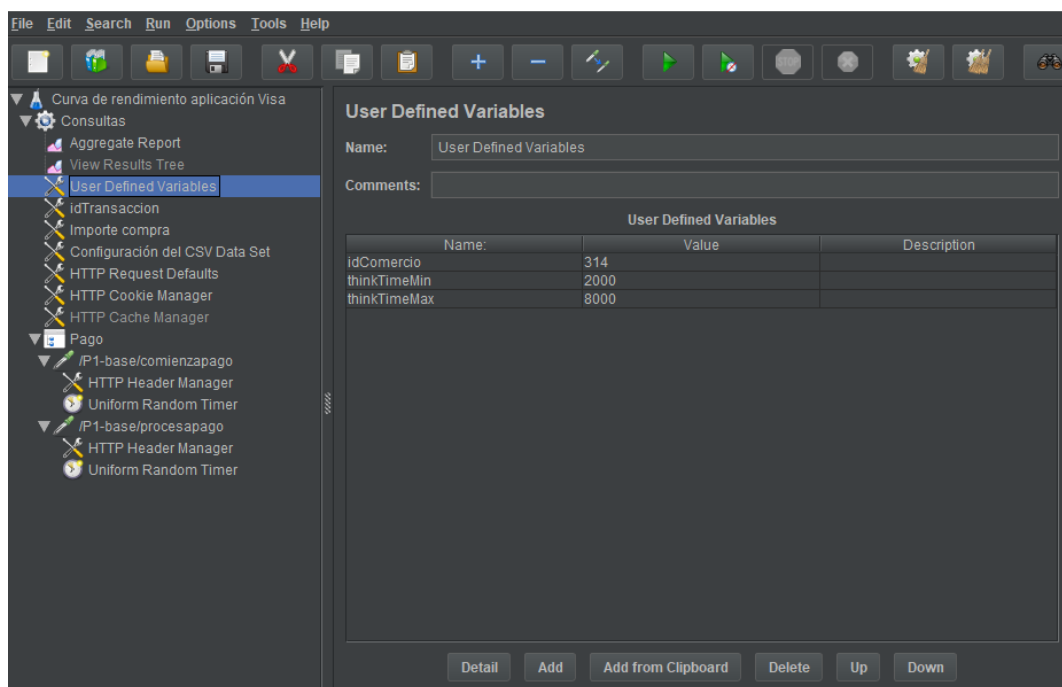 File Edit Search Run Options Tools Help
STOP
Curva de rendimiento aplicación Visa
Consultas
Aggregate Report
View Results Tree
User Defined Variables
idTransaccion
Importe compra
Configuración del CSV Data Set
HTTP Request Defaults
HTTP Cookie Manager
HTTP Cache Manager
Pago
/P1-base/comienzapago
HTTP Header Manager
Uniform Random Timer
/P1-base/procesapago
HTTP Header Manager
Uniform Random Timer
User Defined Variables
Name: User Defined Variables
Comments:
User Defined Variables
Name: Value Description
idComercio 314
thinkTimeMin 2000
thinkTimeMax 8000
Detail Add Add from Clipboard Delete Up Down